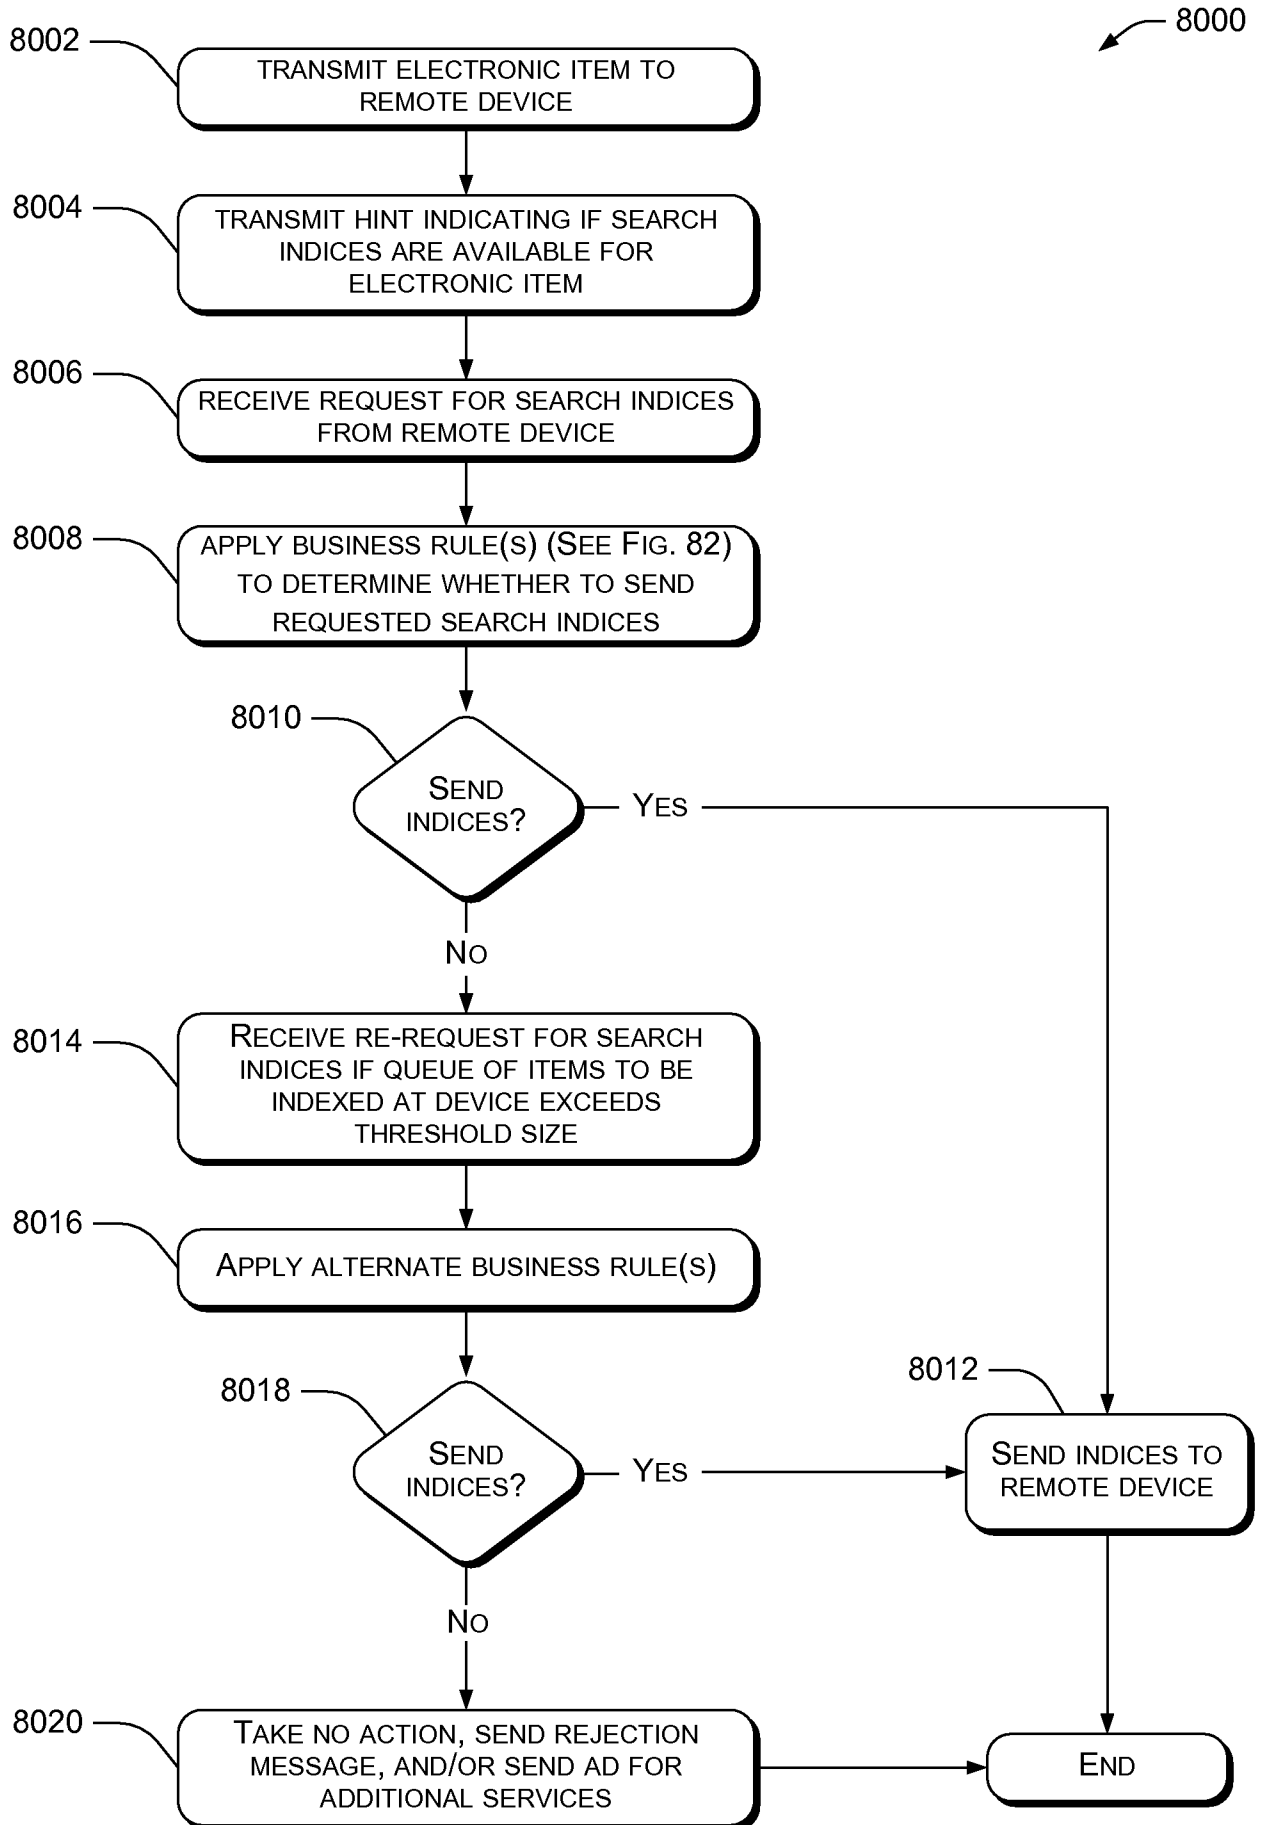 8000
8002
TRANSMIT ELECTRONIC ITEM TO
REMOTE DEVICE
8004
TRANSMIT HINT INDICATING IF SEARCH
INDICES ARE AVAILABLE FOR
ELECTRONIC ITEM
8006
RECEIVE REQUEST FOR SEARCH INDICES
FROM REMOTE DEVICE
8008
APPLY BUSINESS RULE(S) (SEE FIG. 82)
TO DETERMINE WHETHER TO SEND
REQUESTED SEARCH INDICES
8010
SEND
INDICES?
YES
NO
8014
RECEIVE RE-REQUEST FOR SEARCH
INDICES IF QUEUE OF ITEMS TO BE
INDEXED AT DEVICE EXCEEDS
THRESHOLD SIZE
8016
APPLY ALTERNATE BUSINESS RULE(S)
8018
SEND
INDICES?
YES
8012
SEND INDICES TO
REMOTE DEVICE
NO
8020
TAKE NO ACTION, SEND REJECTION
MESSAGE, AND/OR SEND AD FOR
ADDITIONAL SERVICES
END